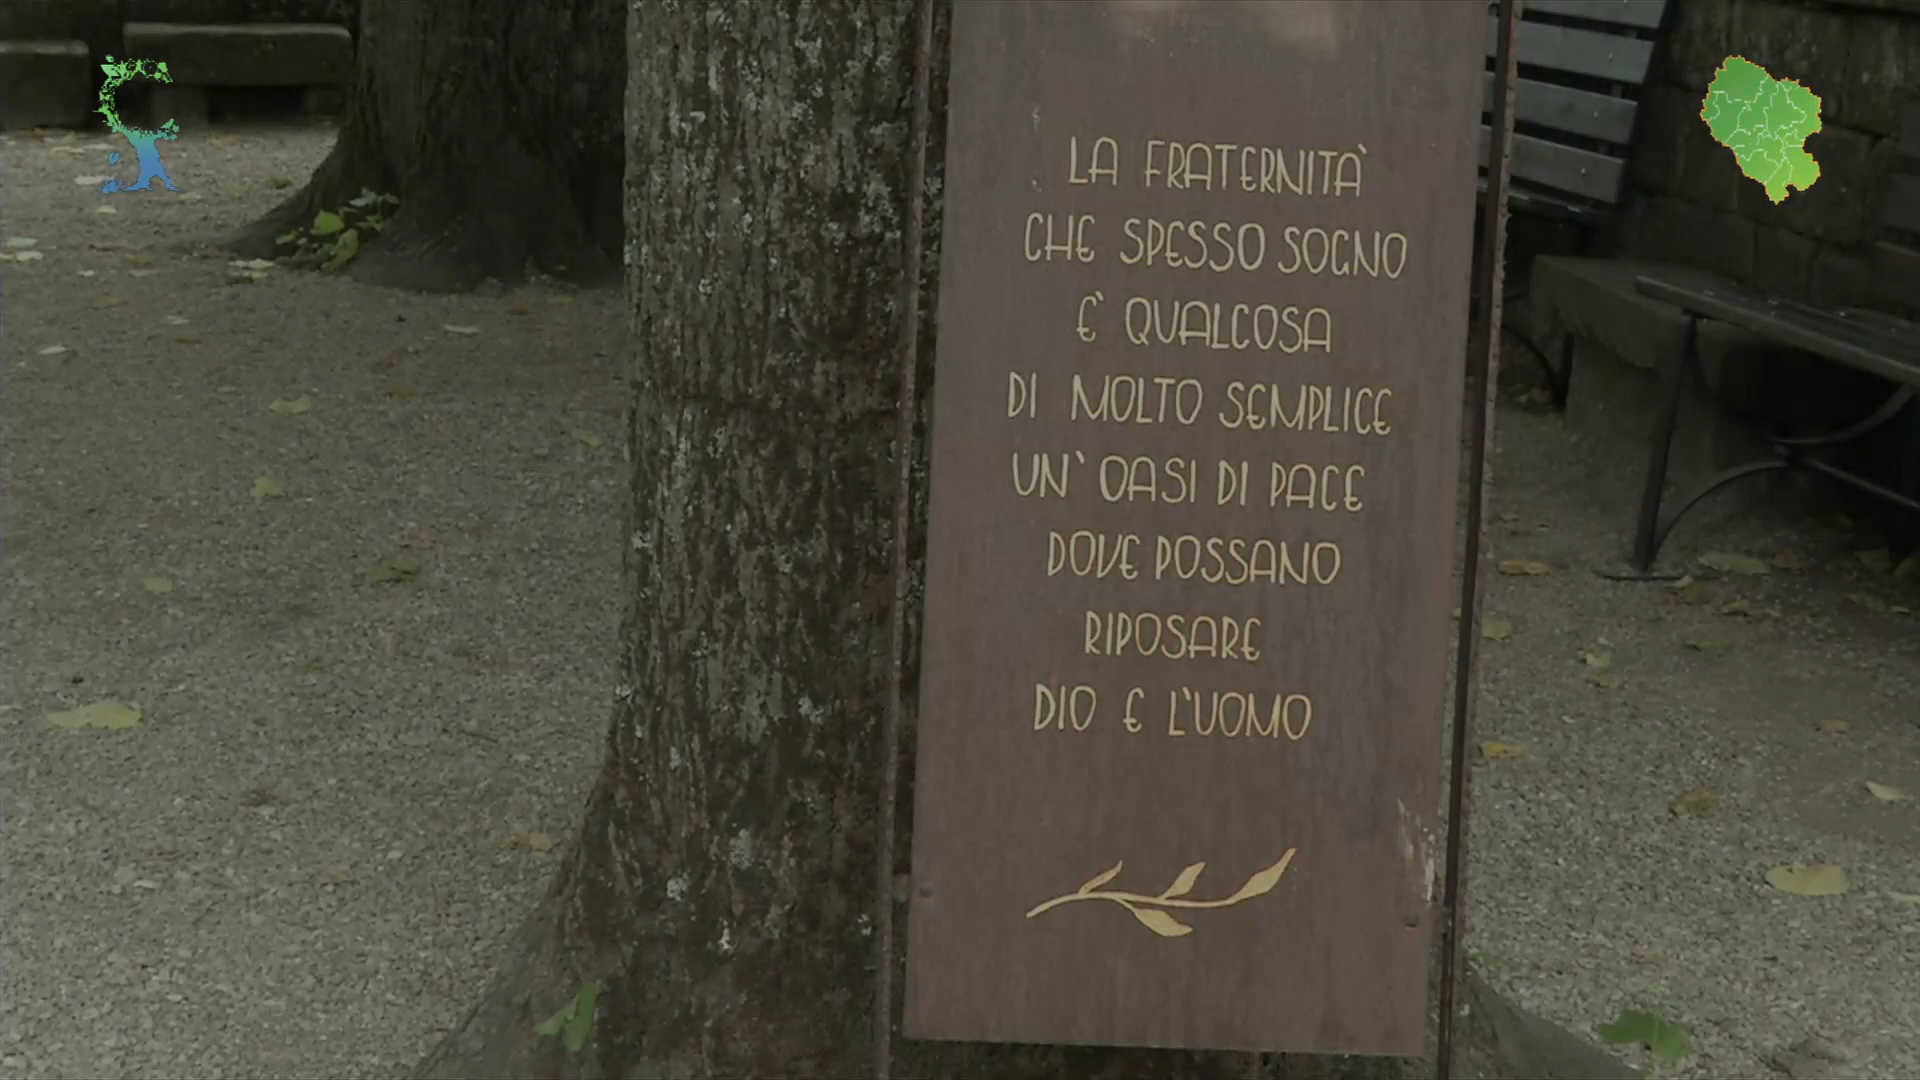 LA FRATERNITÀ
CHE SPESSO SOGNO
E' QUALCOSA
DI MOLTO SEMPLICE
UN'OASI DI PACE
DOVE POSSANO
RIPOSARE
DIO E L'UOMO